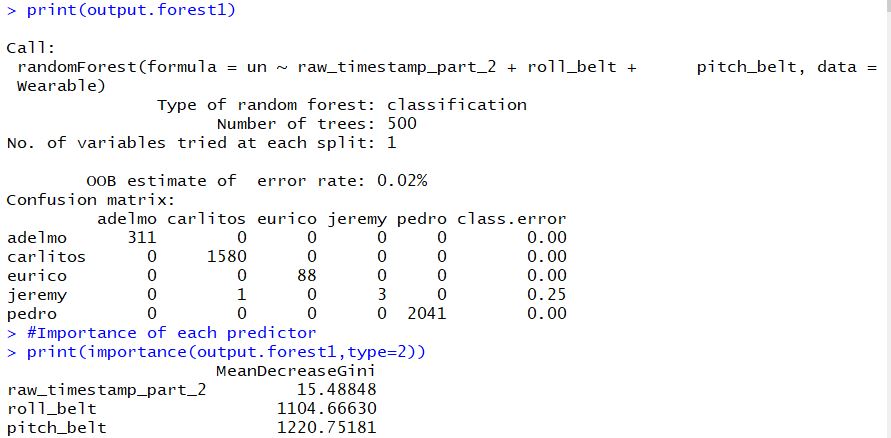 > print(output.forest1)
Call:
randomForest(formula = un ~ raw_timestamp_part_2 + roll_belt +      pitch_belt, data =
Wearable)
Type of random forest: classification
Number of trees: 500
No. of variables tried at each split: 1
OOB estimate of  error rate: 0.02%
Confusion matrix:
adelmo carlitos eurico jeremy pedro class.error
adelmo 311 0 0 0 0 0.00
carlitos 0 1580 0 0 0 0.00
eurico 0 0 88 0 0 0.00
jeremy 0 1 0 3 0 0.25
pedro 0 0 0 0 2041 0.00
> #Importance of each predictor
> print(importance(output.forest1,type=2))
MeanDecreaseGini
raw_timestamp_part_2 15.48848
roll_belt 1104.66630
pitch_belt 1220.75181